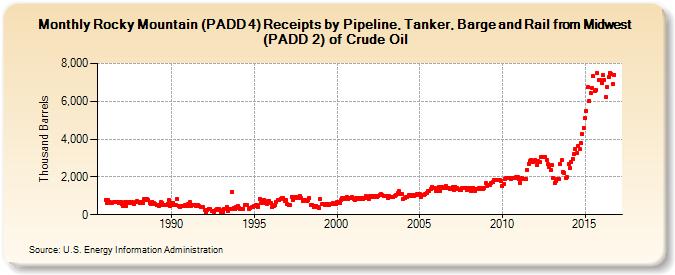 Monthly Rocky Mountain (PADD 4) Receipts by Pipeline, Tanker, Barge and Rail from Midwest
(PADD 2) of Crude Oil
Thousand Barrels
8,000
6,000
4,000
2,000
0
1990 1995 2000 2005 2010 2015
Source: U.S. Energy Information Administration